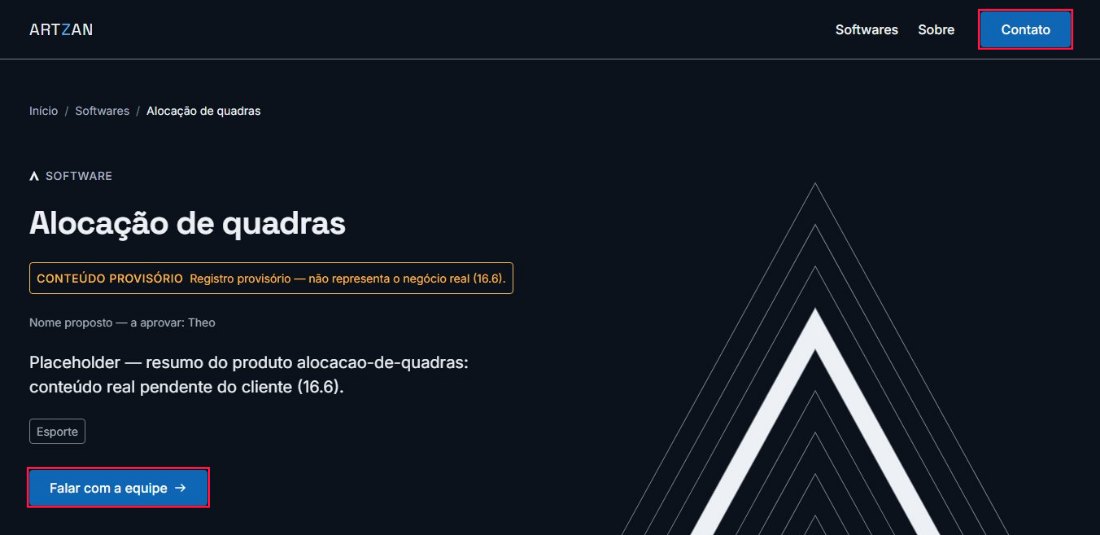 ARTZAN
Softwares
Sobre
Contato
Início / Softwares / Alocação de quadras
SOFTWARE
Alocação de quadras
CONTEÚDO PROVISÓRIO Registro provisório — não representa o negócio real (16.6).
Nome proposto — a aprovar: Theo
Placeholder — resumo do produto alocacao-de-quadras:
conteúdo real pendente do cliente (16.6).
Esporte
Falar com a equipe →